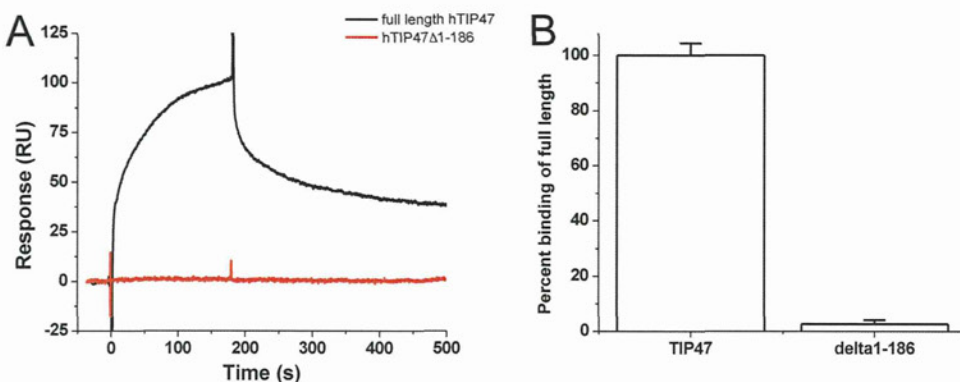 A
full length hTIP47
hTIP47Δ1-186
125
100
75
50
25
0
-25
Response (RU)
0 100 200 300 400 500
Time (s)
B
100
80
60
40
20
0
Percent binding of full length
TIP47 delta1-186